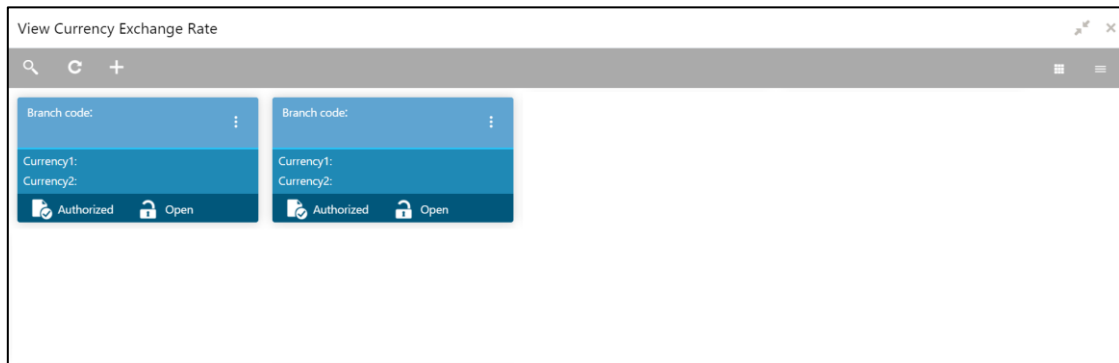 View Currency Exchange Rate
Branch code:
Currency1:
Currency2:
Authorized Open
Branch code:
Currency1:
Currency2:
Authorized Open